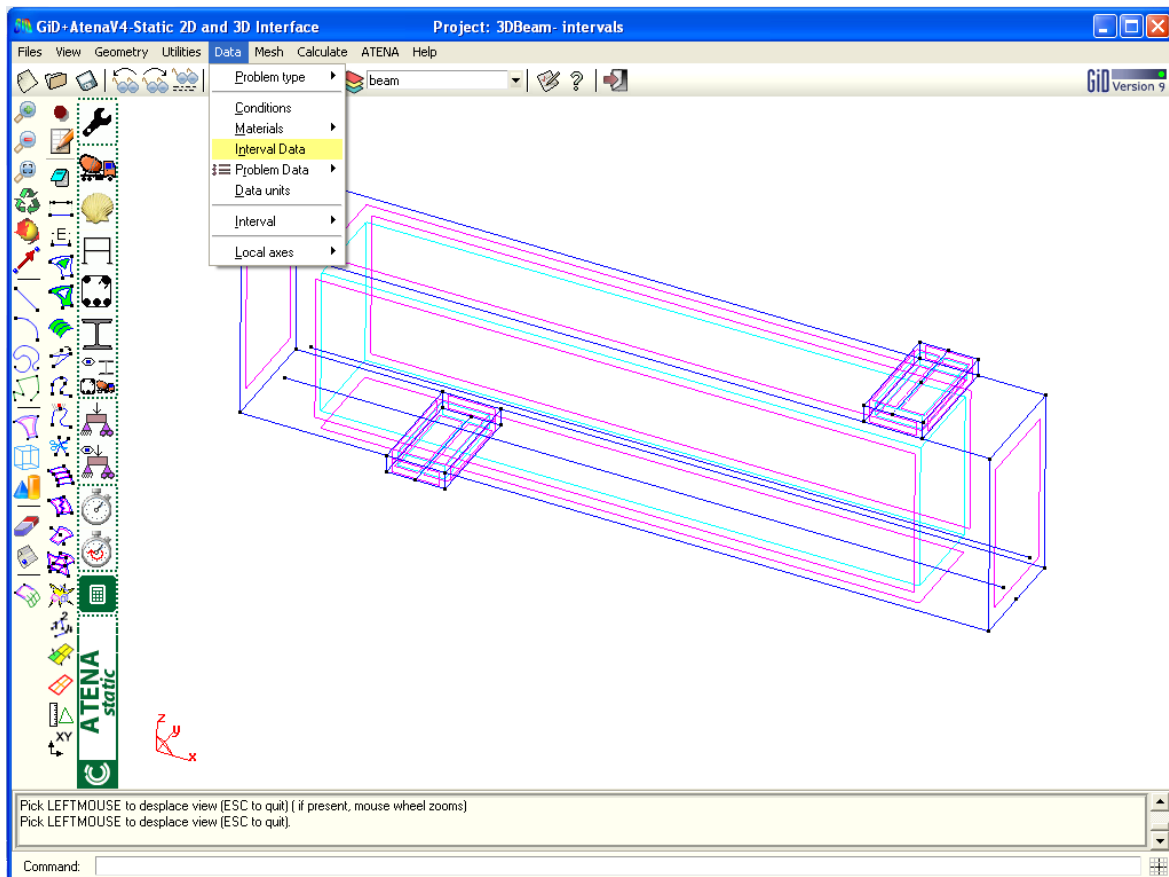 GiD+AtenaV4-Static 2D and 3D Interface Project: 3DBeam- intervals
Files View Geometry Utilities Data Mesh Calculate ATENA Help
beam
GiD Version 9
Problem type
Conditions
Materials
Interval Data
Problem Data
Data units
Interval
Local axes
E
2
XY
ATENA
static
z
y
x
Pick LEFTMOUSE to desplace view (ESC to quit) ( if present, mouse wheel zooms)
Pick LEFTMOUSE to desplace view (ESC to quit).
Command: